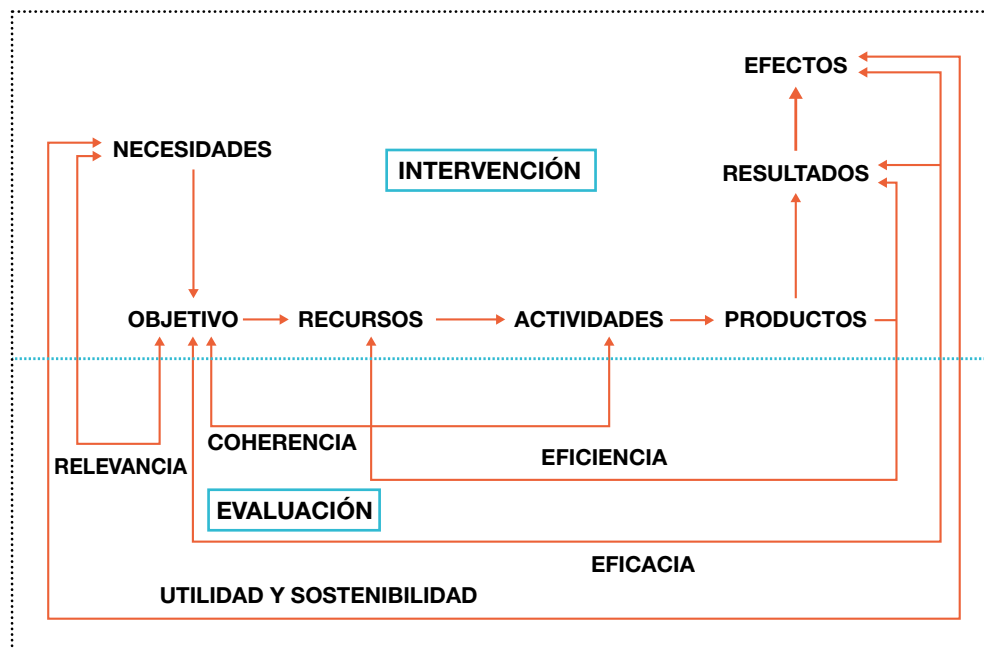 EFECTOS
NECESIDADES
INTERVENCIÓN
RESULTADOS
OBJETIVO
RECURSOS
ACTIVIDADES
PRODUCTOS
COHERENCIA
RELEVANCIA
EFICIENCIA
EVALUACIÓN
EFICACIA
UTILIDAD Y SOSTENIBILIDAD